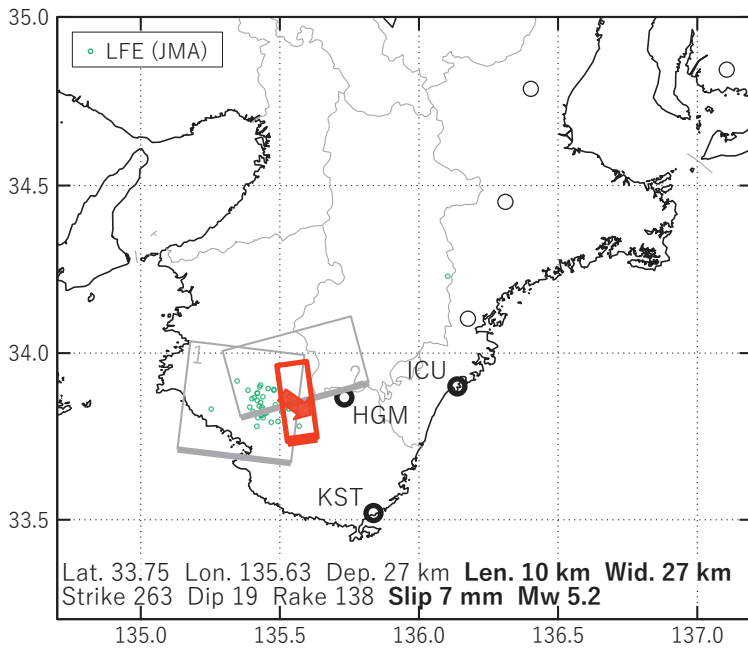 35.0
LFE (JMA)
34.5
34.0
1
2
ICU
HGM
KST
33.5
Lat. 33.75 Lon. 135.63 Dep. 27 km Len. 10 km Wid. 27 km
Strike 263 Dip 19 Rake 138 Slip 7 mm Mw 5.2
135.0 135.5 136.0 136.5 137.0